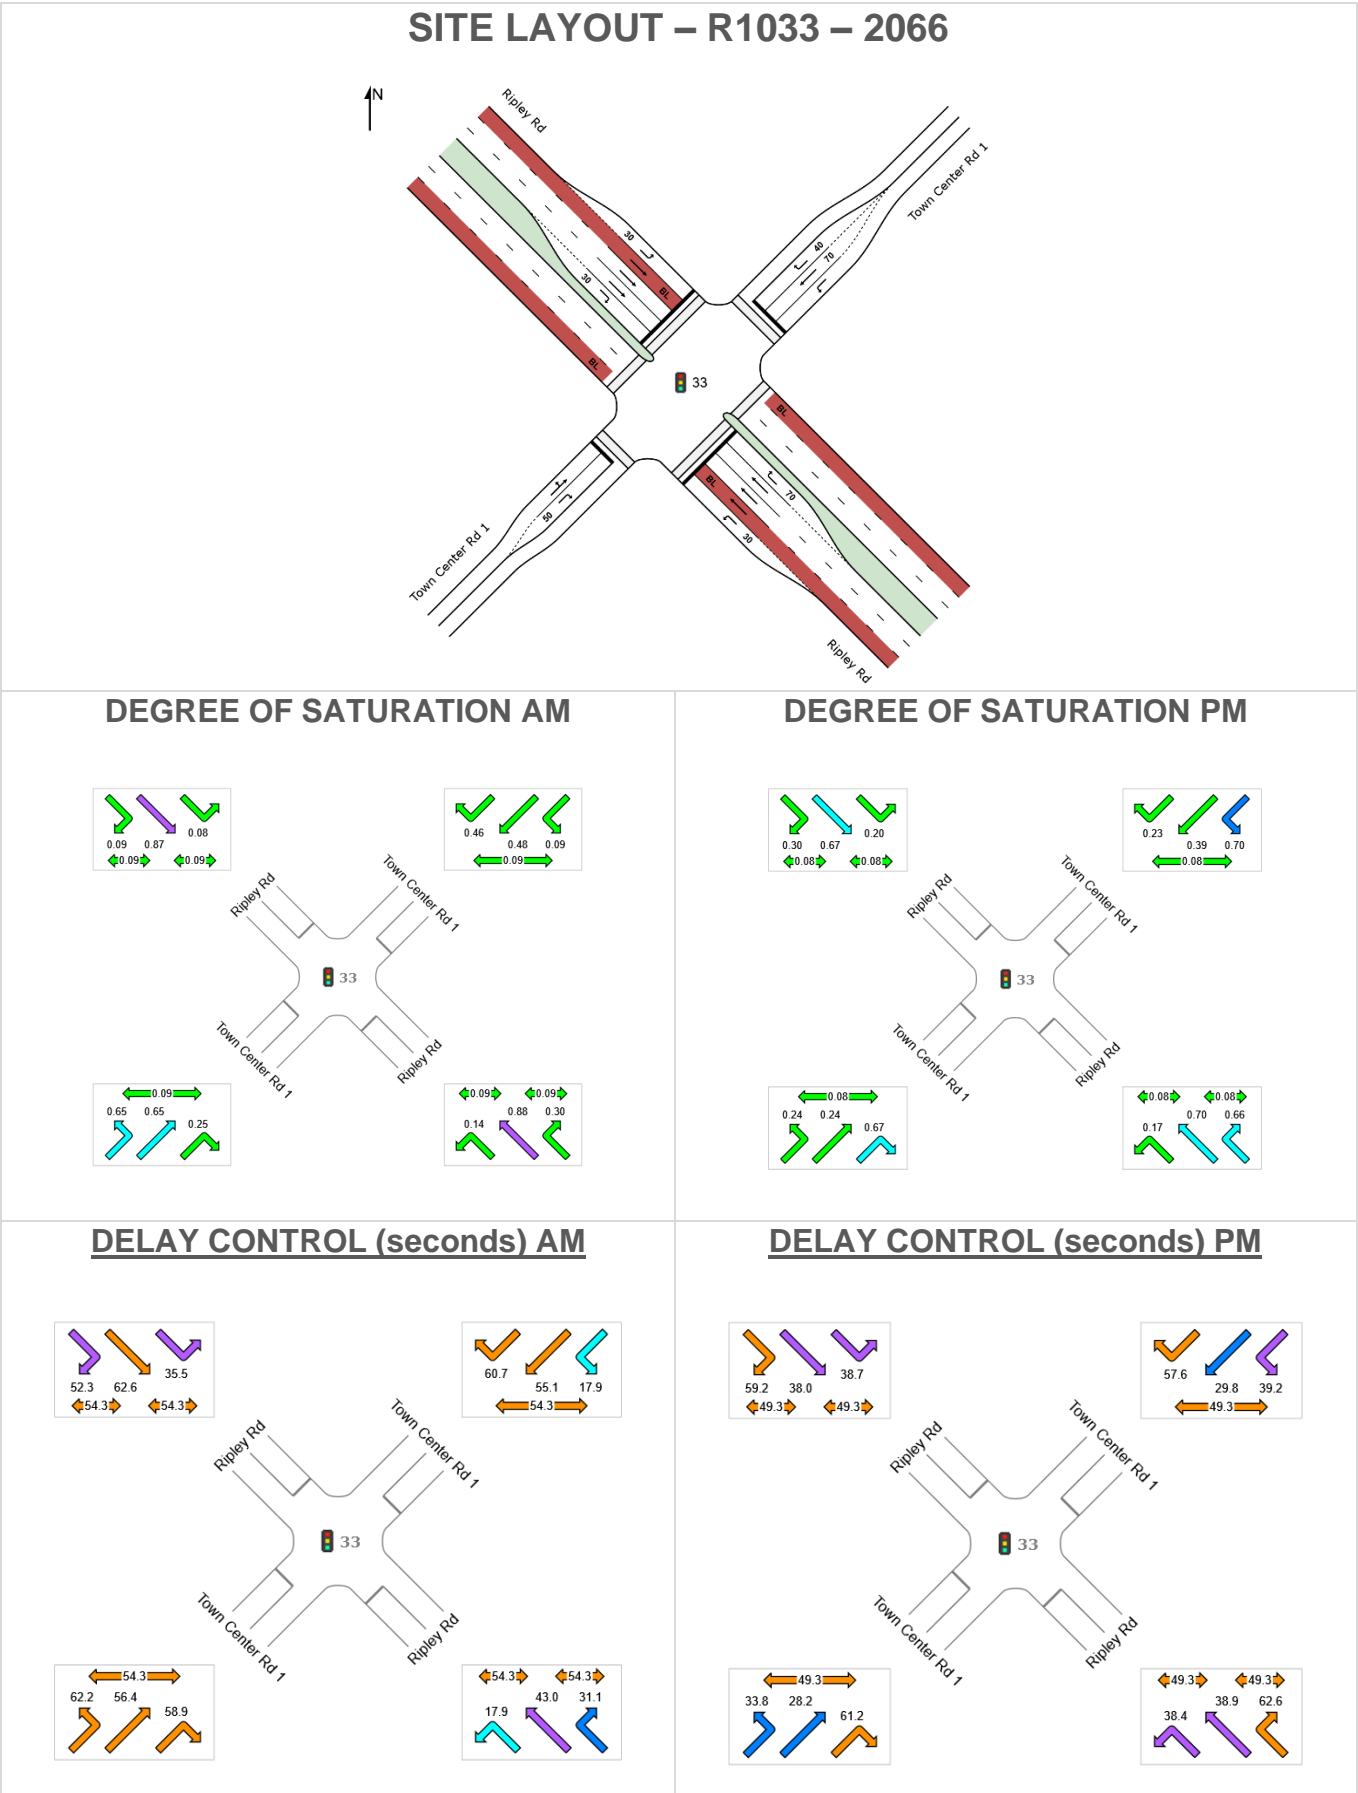 SITE LAYOUT – R1033 – 2066
N
Ripley Rd
Town Center Rd 1
30
40
70
30
BL
BL
33
BL
BL
70
30
50
Town Center Rd 1
Ripley Rd
DEGREE OF SATURATION AM
0.09 0.87 0.08
0.09 0.09
0.46 0.48 0.09
0.09
Ripley Rd
Town Center Rd 1
33
Town Center Rd 1
Ripley Rd
0.09
0.65 0.65 0.25
0.09 0.09
0.14 0.88 0.30
DEGREE OF SATURATION PM
0.30 0.67 0.20
0.08 0.08
0.23 0.39 0.70
0.08
Ripley Rd
Town Center Rd 1
33
Town Center Rd 1
Ripley Rd
0.08
0.24 0.24 0.67
0.08 0.08
0.17 0.70 0.66
DELAY CONTROL (seconds) AM
52.3 62.6 35.5
54.3 54.3
60.7 55.1 17.9
54.3
Ripley Rd
Town Center Rd 1
33
Town Center Rd 1
Ripley Rd
54.3
62.2 56.4 58.9
54.3 54.3
17.9 43.0 31.1
DELAY CONTROL (seconds) PM
59.2 38.0 38.7
49.3 49.3
57.6 29.8 39.2
49.3
Ripley Rd
Town Center Rd 1
33
Town Center Rd 1
Ripley Rd
49.3
33.8 28.2 61.2
49.3 49.3
38.4 38.9 62.6